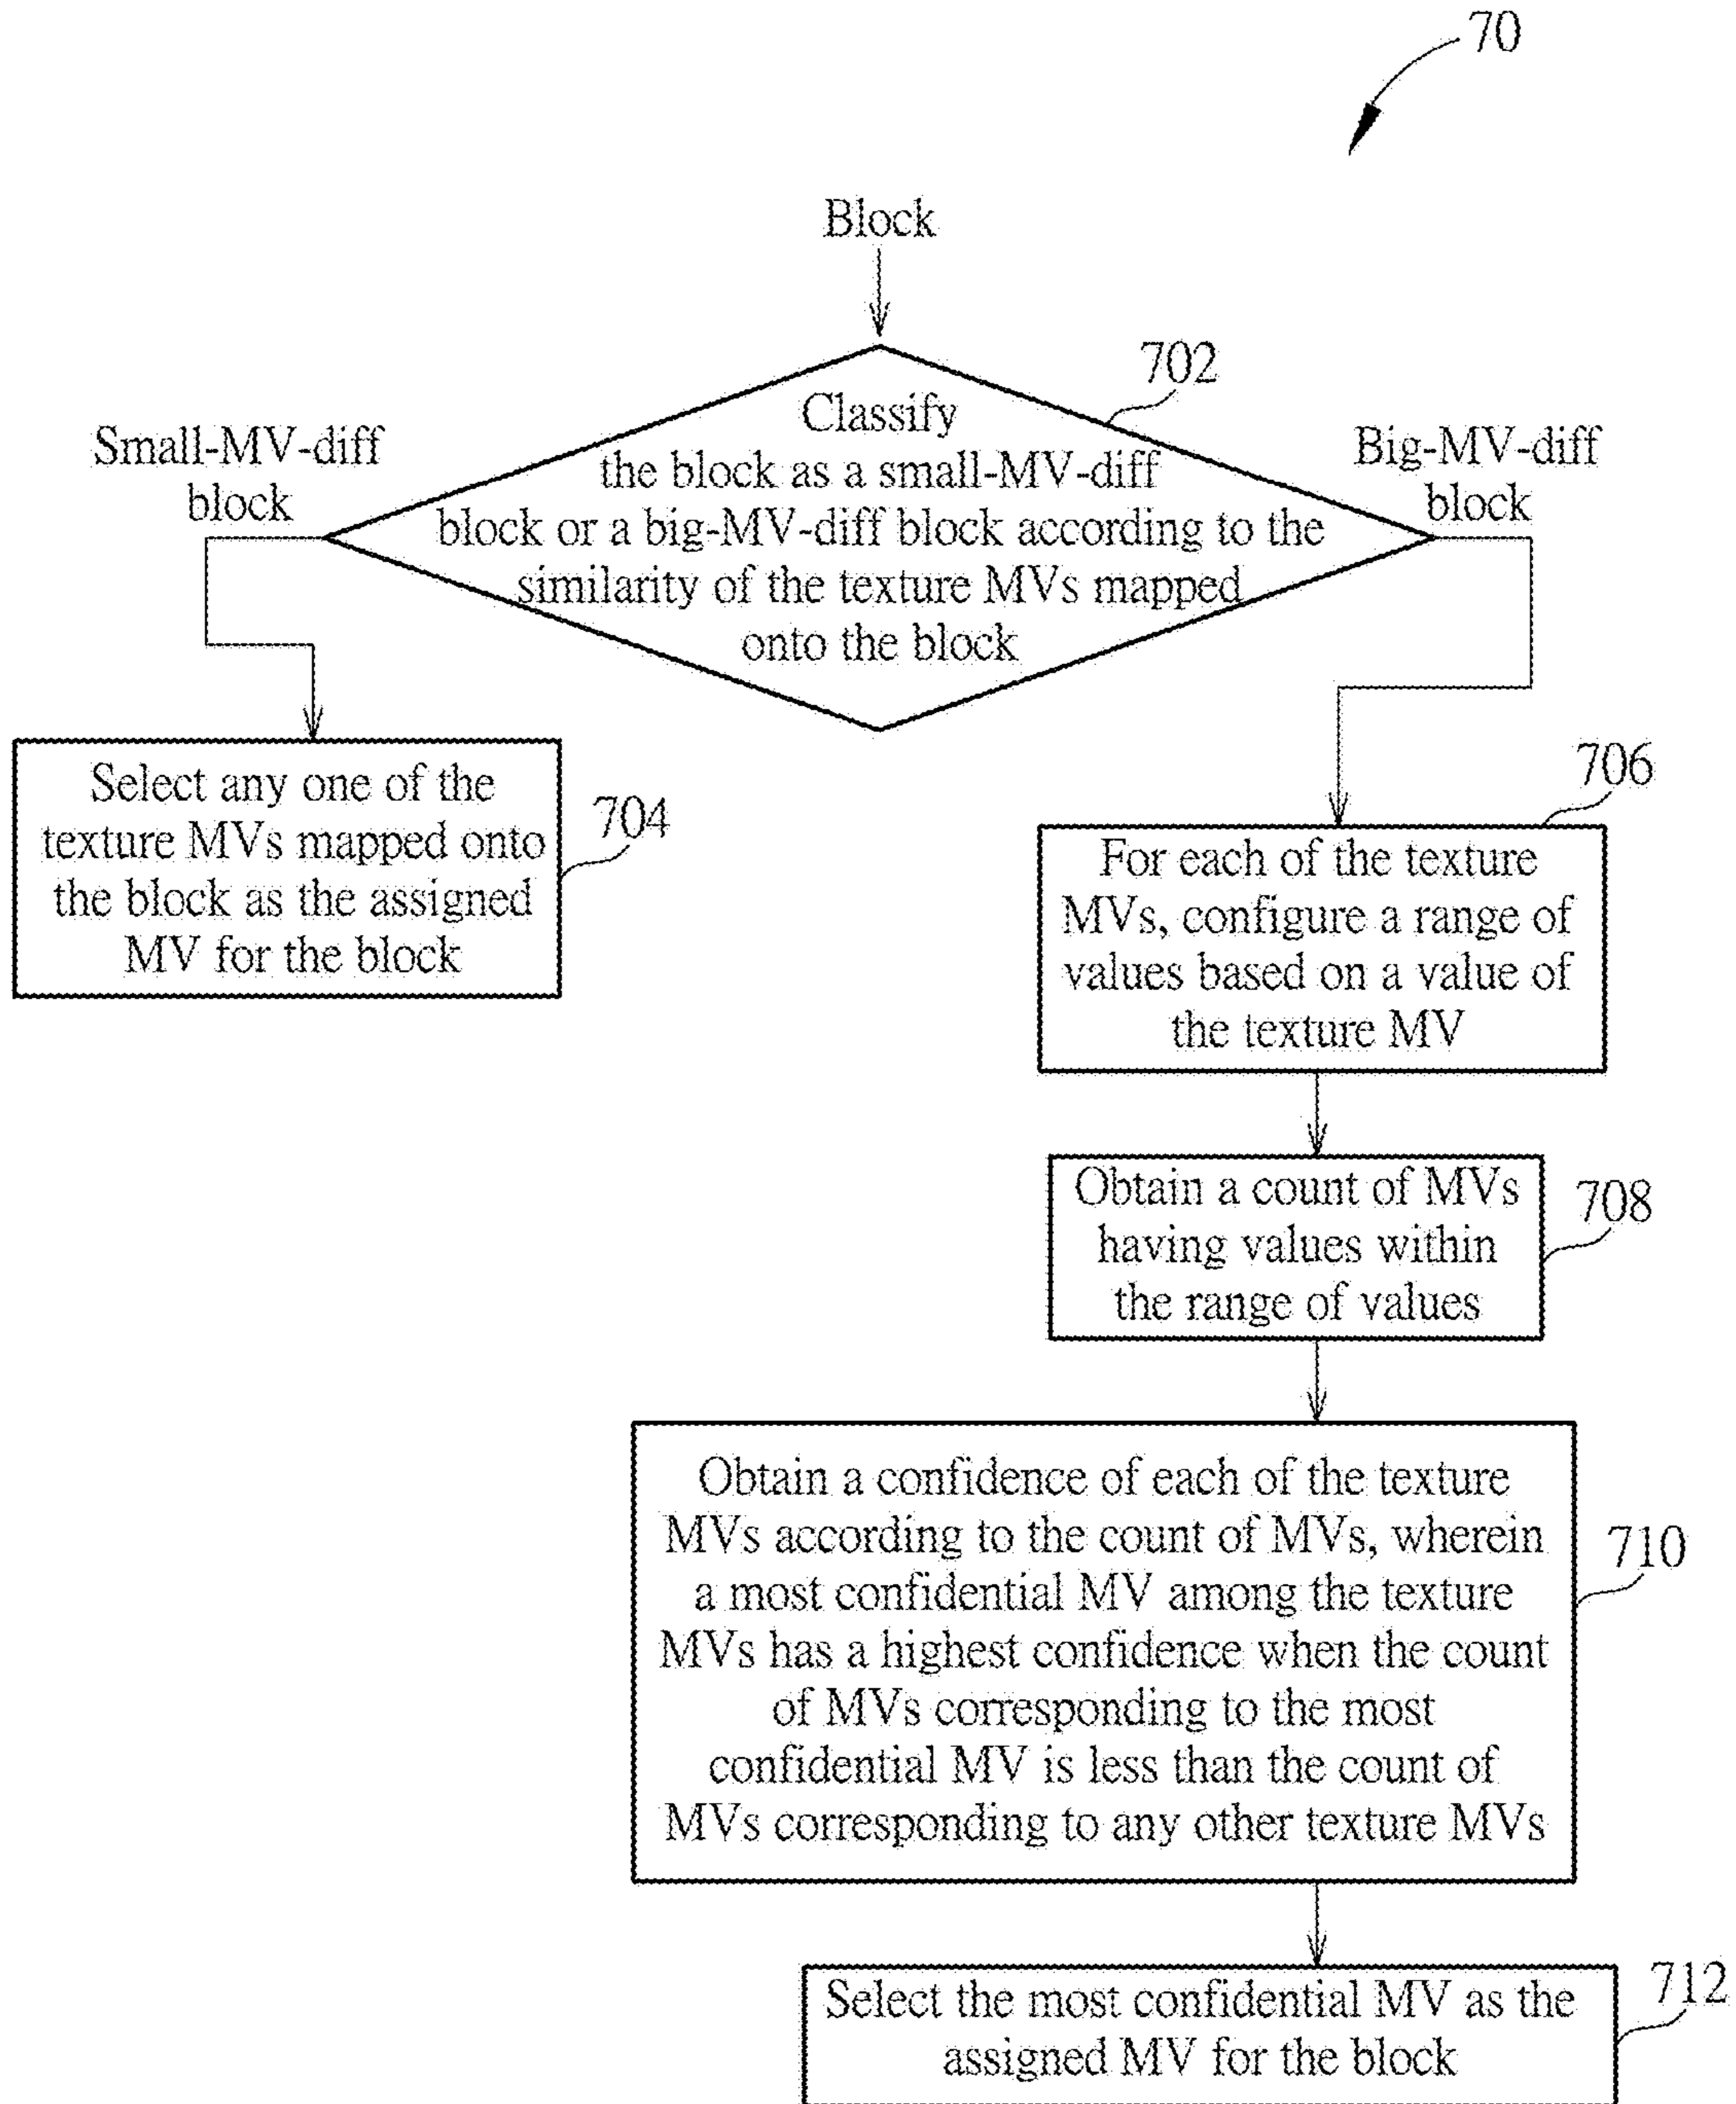 70
Block
702
Classify
the block as a small-MV-diff
block or a big-MV-diff block according to the
similarity of the texture MVs mapped
onto the block
Small-MV-diff
block
Big-MV-diff
block
Select any one of the
texture MVs mapped onto
the block as the assigned
MV for the block
704
706
For each of the texture
MVs, configure a range of
values based on a value of
the texture MV
Obtain a count of MVs
having values within
the range of values
708
Obtain a confidence of each of the texture
MVs according to the count of MVs, wherein
a most confidential MV among the texture
MVs has a highest confidence when the count
of MVs corresponding to the most
confidential MV is less than the count of
MVs corresponding to any other texture MVs
710
Select the most confidential MV as the
assigned MV for the block
712